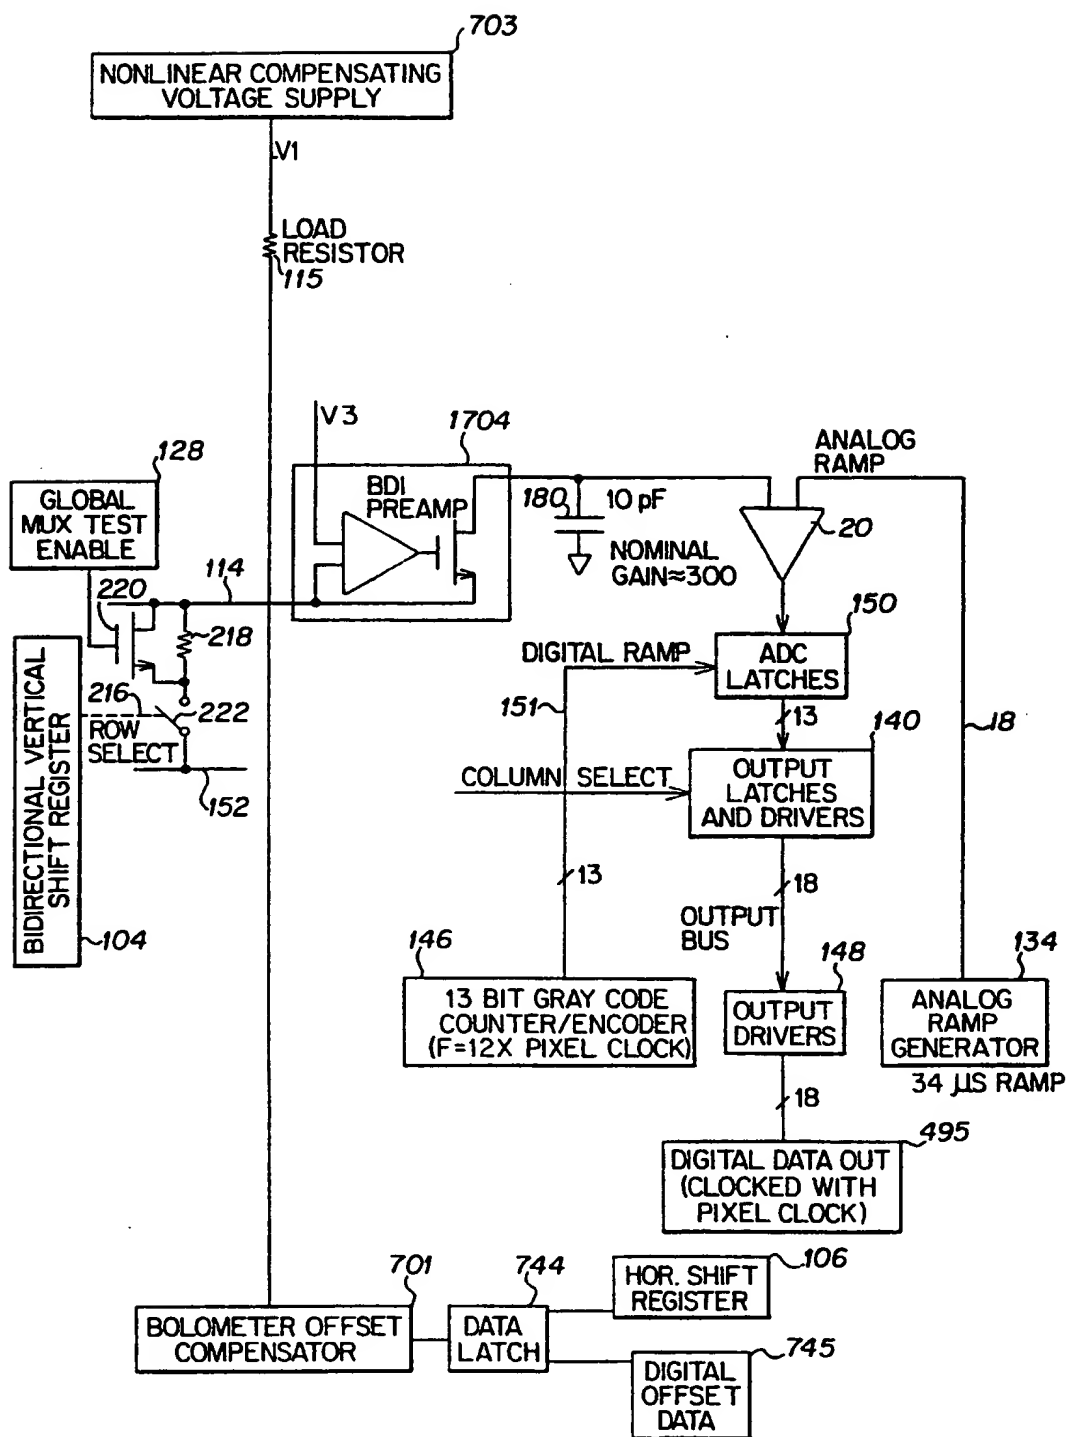 703
NONLINEAR COMPENSATING
VOLTAGE SUPPLY
V1
LOAD
RESISTOR
115
V3
1704
BDI
PREAMP
180
10 pF
NOMINAL
GAIN≈300
ANALOG
RAMP
20
128
GLOBAL
MUX TEST
ENABLE
220
114
218
216
222
ROW
SELECT
152
BIDIRECTIONAL VERTICAL
SHIFT REGISTER
104
150
DIGITAL RAMP
ADC
LATCHES
151
13
140
18
COLUMN SELECT
OUTPUT
LATCHES
AND DRIVERS
13
18
OUTPUT
BUS
146
13 BIT GRAY CODE
COUNTER/ENCODER
(F=12X PIXEL CLOCK)
148
OUTPUT
DRIVERS
134
ANALOG
RAMP
GENERATOR
34 µS RAMP
18
495
DIGITAL DATA OUT
(CLOCKED WITH
PIXEL CLOCK)
701
BOLOMETER OFFSET
COMPENSATOR
744
DATA
LATCH
106
HOR. SHIFT
REGISTER
745
DIGITAL
OFFSET
DATA